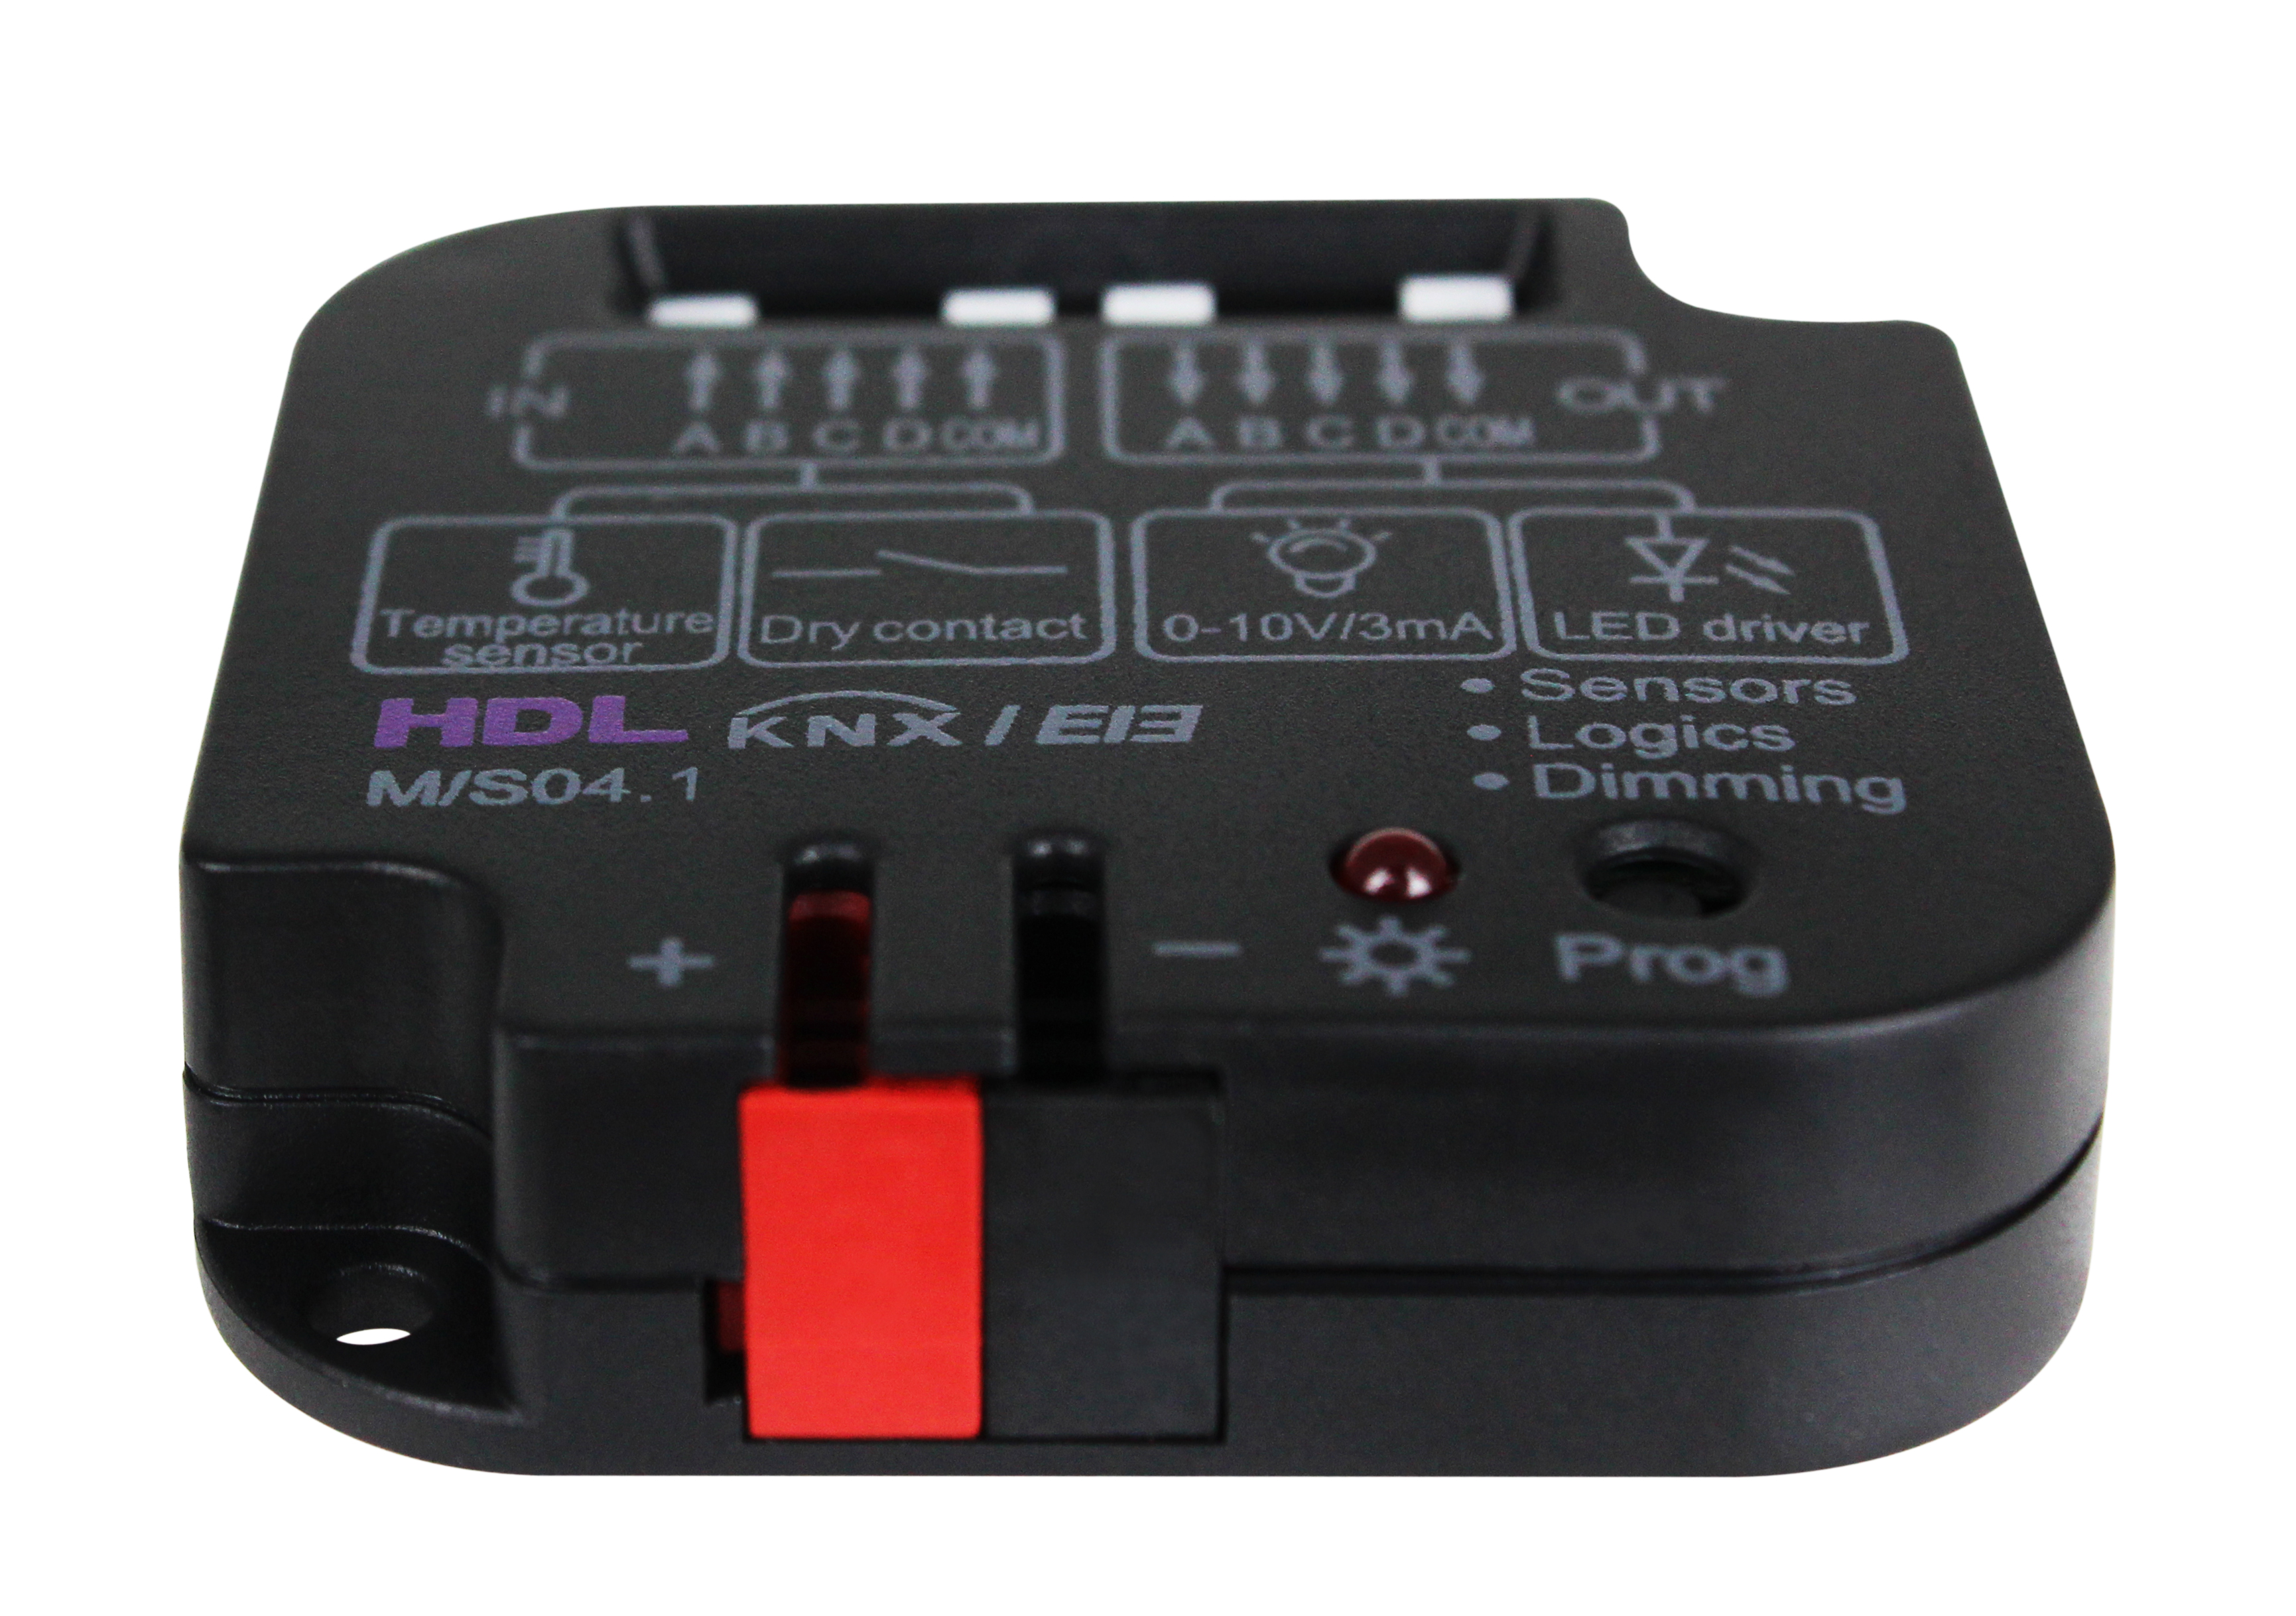 IN A B C D COM
A B C D COM OUT
Temperature sensor
Dry contact
0-10V/3mA
LED driver
HDL KNX / EIB
M/S04.1
• Sensors
• Logics
• Dimming
+ − Prog